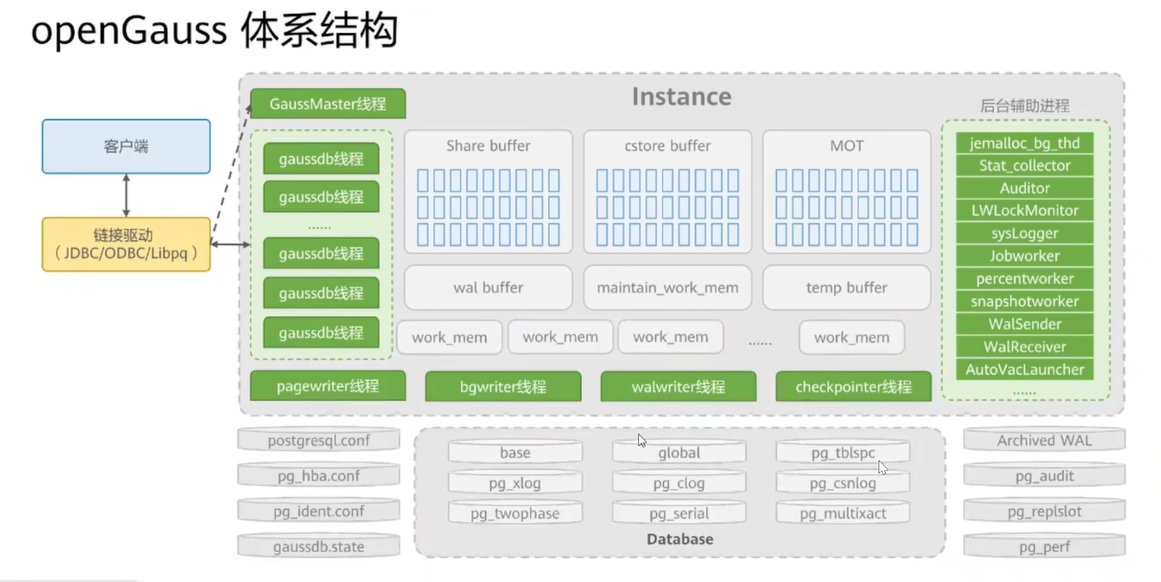 openGauss 体系结构
客户端
链接驱动
（ JDBC/ODBC/Libpq ）
Instance
GaussMaster线程
gaussdb线程
gaussdb线程
......
gaussdb线程
gaussdb线程
gaussdb线程
Share buffer
cstore buffer
MOT
wal buffer
maintain_work_mem
temp buffer
work_mem
work_mem
work_mem
......
work_mem
pagewriter线程
bgwriter线程
walwriter线程
checkpointer线程
后台辅助进程
jemalloc_bg_thd
Stat_collector
Auditor
LWLockMonitor
sysLogger
Jobworker
percentworker
snapshotworker
WalSender
WalReceiver
AutoVacLauncher
......
postgresql.conf
pg_hba.conf
pg_ident.conf
gaussdb.state
base
global
pg_tblspc
pg_xlog
pg_clog
pg_csnlog
pg_twophase
pg_serial
pg_multixact
Database
Archived WAL
pg_audit
pg_replslot
pg_perf